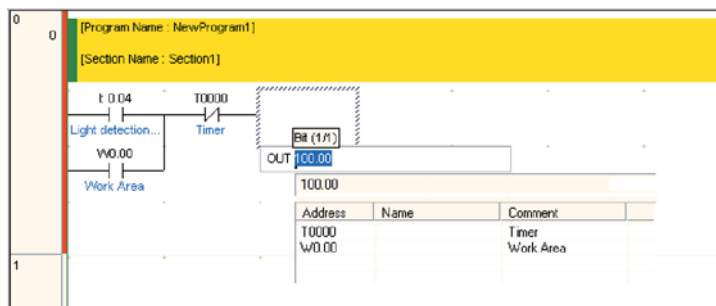 0
0
[Program Name : NewProgram1]
[Section Name : Section1]
I: 0.04
T0000
Light detection...
Timer
W0.00
Work Area
Bit (1/1)
OUT 100.00
100.00
Address Name Comment
T0000 Timer
W0.00 Work Area
1